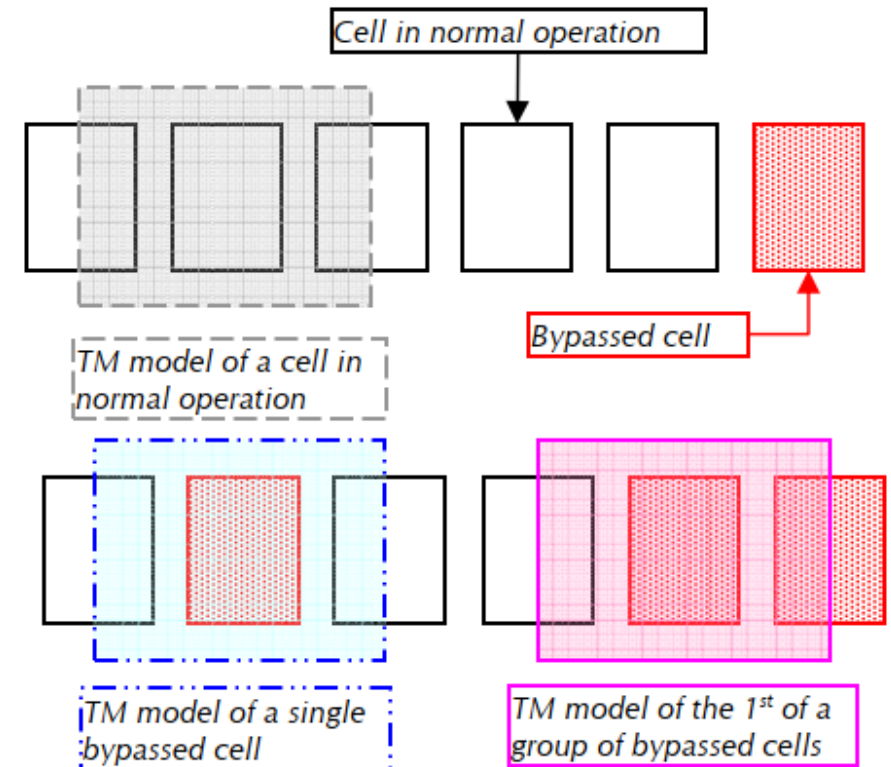 Cell in normal operation
Bypassed cell
TM model of a cell in
normal operation
TM model of a single
bypassed cell
TM model of the 1st of a
group of bypassed cells